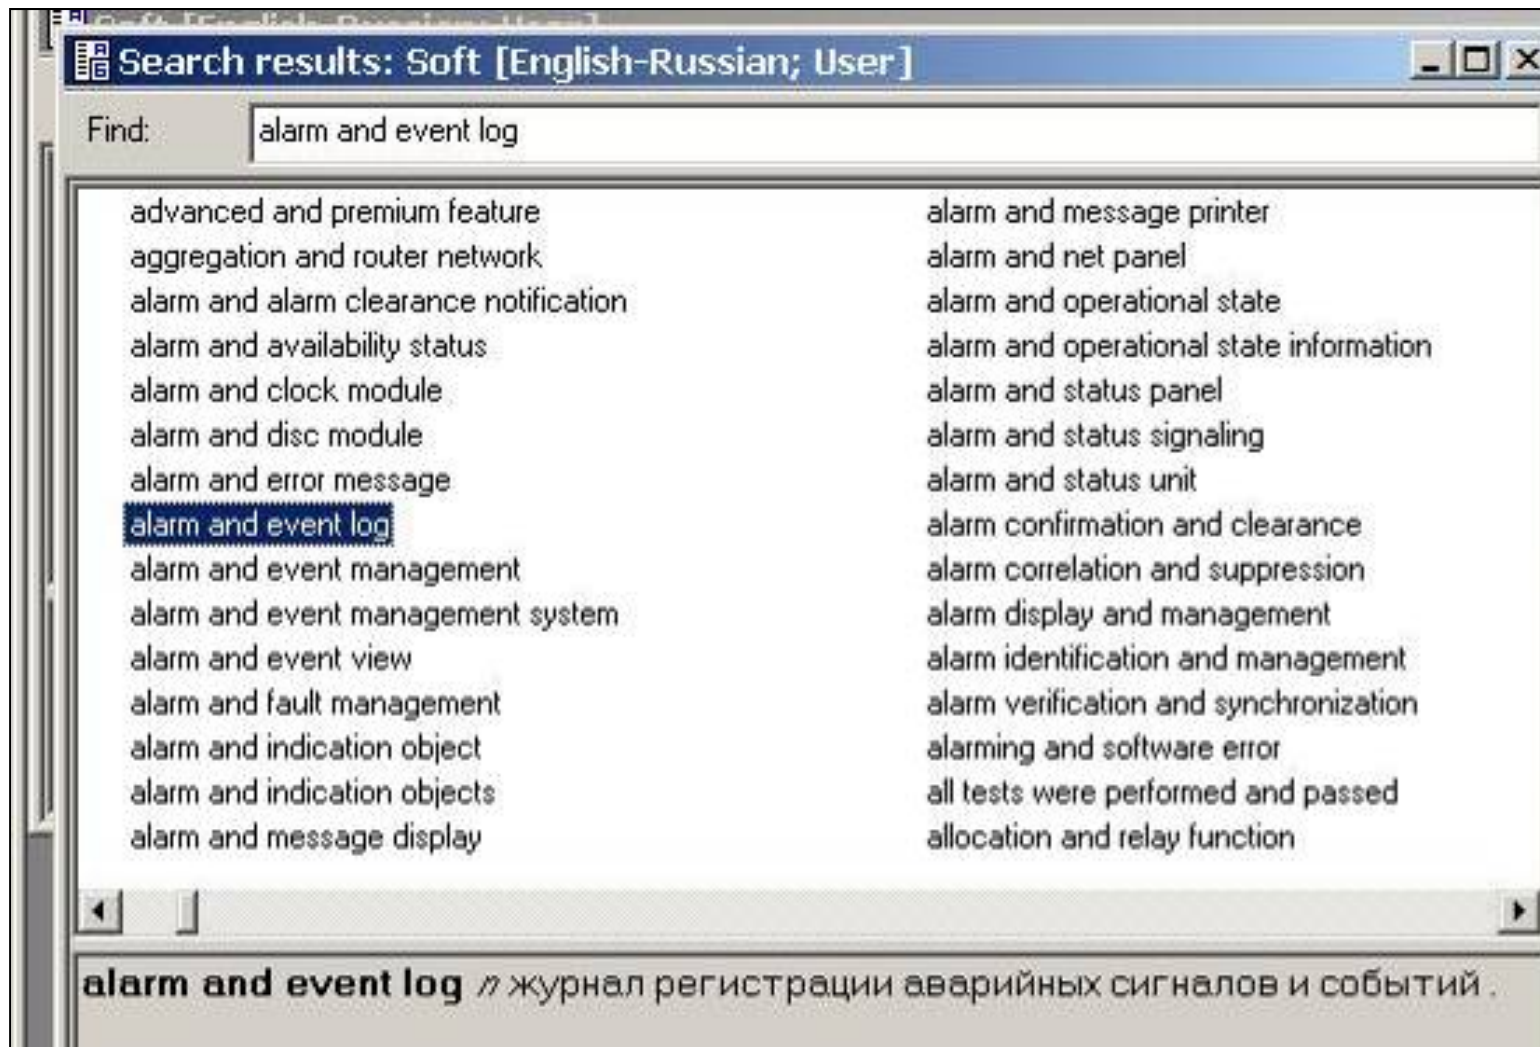 Search results: Soft [English-Russian; User]
Find: alarm and event log
advanced and premium feature
aggregation and router network
alarm and alarm clearance notification
alarm and availability status
alarm and clock module
alarm and disc module
alarm and error message
alarm and event log
alarm and event management
alarm and event management system
alarm and event view
alarm and fault management
alarm and indication object
alarm and indication objects
alarm and message display
alarm and message printer
alarm and net panel
alarm and operational state
alarm and operational state information
alarm and status panel
alarm and status signaling
alarm and status unit
alarm confirmation and clearance
alarm correlation and suppression
alarm display and management
alarm identification and management
alarm verification and synchronization
alarming and software error
all tests were performed and passed
allocation and relay function
alarm and event log n журнал регистрации аварийных сигналов и событий .